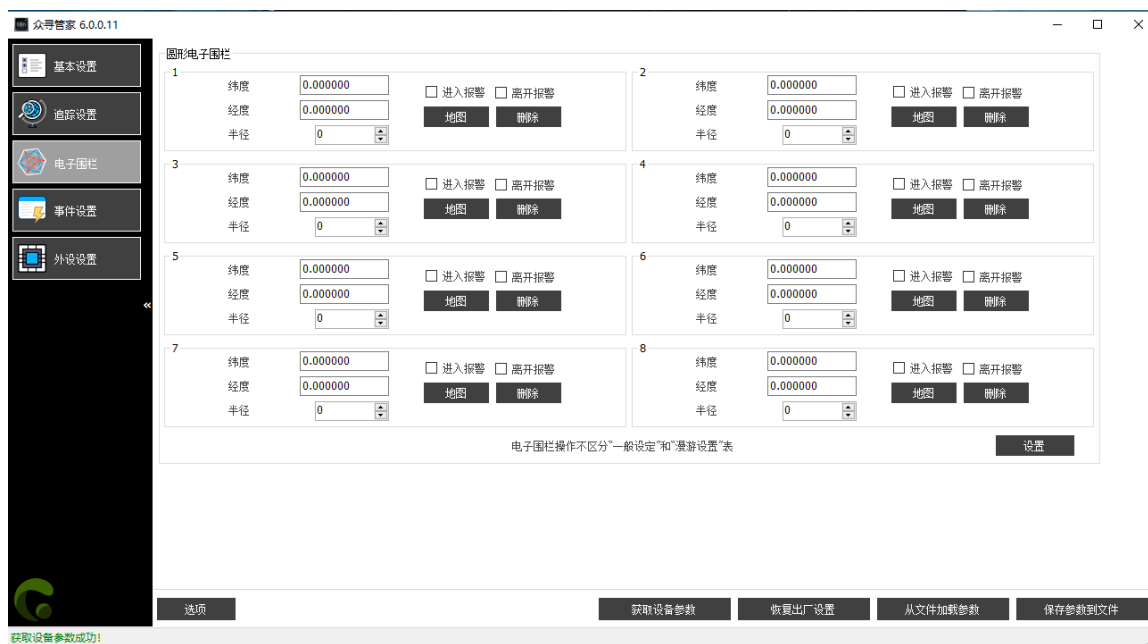 众寻管家 6.0.0.11
基本设置
追踪设置
电子围栏
事件设置
外设设置
«
圆形电子围栏
1
纬度 0.000000
经度 0.000000
半径 0
进入报警 离开报警
地图 删除
2
纬度 0.000000
经度 0.000000
半径 0
进入报警 离开报警
地图 删除
3
纬度 0.000000
经度 0.000000
半径 0
进入报警 离开报警
地图 删除
4
纬度 0.000000
经度 0.000000
半径 0
进入报警 离开报警
地图 删除
5
纬度 0.000000
经度 0.000000
半径 0
进入报警 离开报警
地图 删除
6
纬度 0.000000
经度 0.000000
半径 0
进入报警 离开报警
地图 删除
7
纬度 0.000000
经度 0.000000
半径 0
进入报警 离开报警
地图 删除
8
纬度 0.000000
经度 0.000000
半径 0
进入报警 离开报警
地图 删除
电子围栏操作不区分"一般设定"和"漫游设置"表
设置
选项
获取设备参数
恢复出厂设置
从文件加载参数
保存参数到文件
获取设备参数成功!